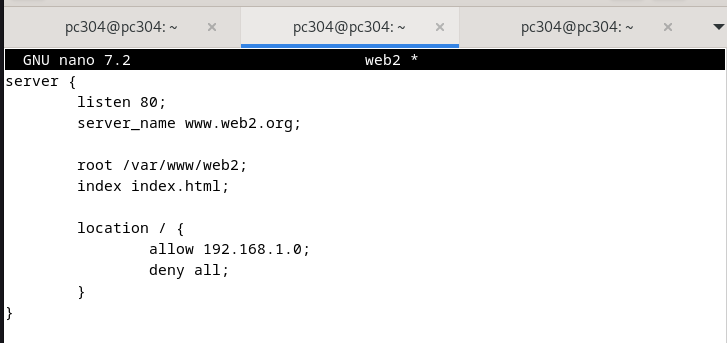 pc304@pc304: ~ × pc304@pc304: ~ × pc304@pc304: ~ ×
GNU nano 7.2 web2 *
server {
        listen 80;
        server_name www.web2.org;

        root /var/www/web2;
        index index.html;

        location / {
                allow 192.168.1.0;
                deny all;
        }
}